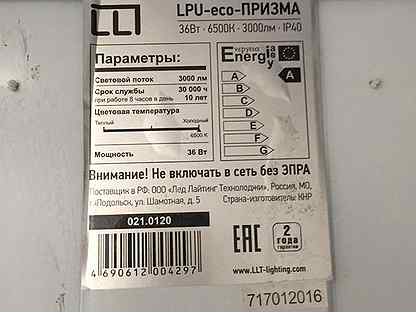 LLT
LPU-eco-ПРИЗМА
36Вт · 6500К · 3000лм · IP40
Параметры:
Световой поток 3000 лм
Срок службы 30 000 ч
при работе 8 часов в день 10 лет
Цветовая температура
Теплый Холодный
6500 К
Мощность 36 Вт
Energi
A
A
B
C
D
E
F
G
Внимание! Не включать в сеть без ЭПРА
Поставщик в РФ: ООО «Лед Лайтинг Технолоджи», Россия, МО,
г.Подольск, ул. Шамотная, д. 5 Страна-изготовитель: КНР
021.0120
4 690612 004297
EAC
2 года
гарантии
www.LLT-lighting.com
717012016